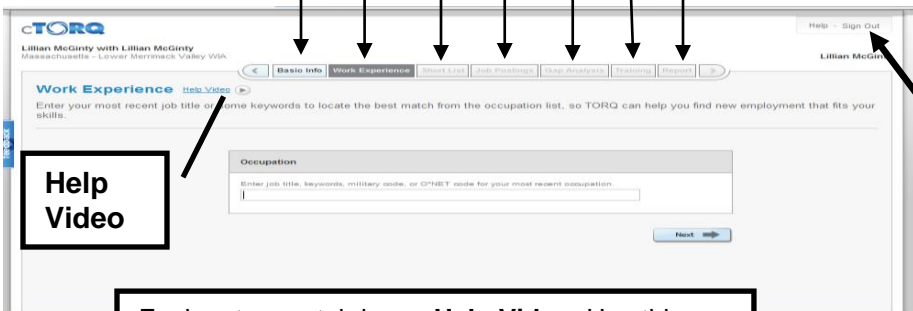 cTORQ
Help - Sign Out
Lillian McGinty with Lillian McGinty
Massachusetts - Lower Merrimack Valley WIA
Lillian McGin
Basic Info Work Experience Short List Job Postings Gap Analysis Training Report
Work Experience Help Video
Enter your most recent job title or some keywords to locate the best match from the occupation list, so TORQ can help you find new employment that fits your
skills.
feedback
Occupation
Enter job title, keywords, military code, or O*NET code for your most recent occupation.
Help
Video
Next